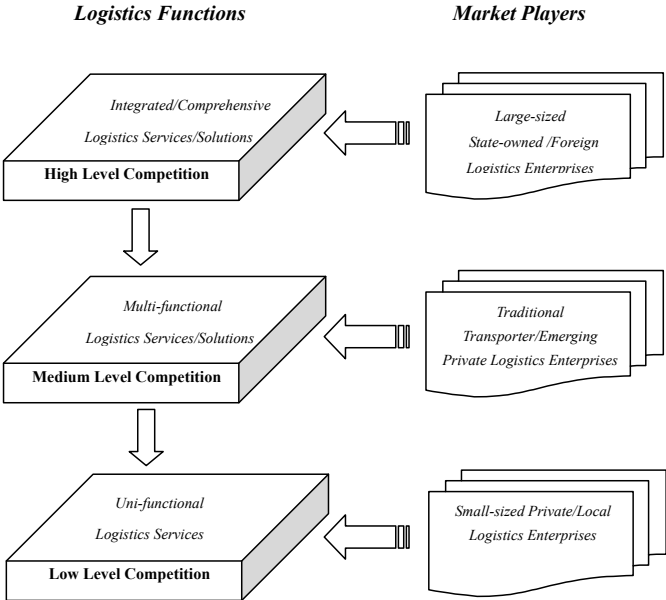 Logistics Functions
Market Players
Integrated/Comprehensive
Logistics Services/Solutions
High Level Competition
Large-sized
State-owned /Foreign
Logistics Enterprises
Multi-functional
Logistics Services/Solutions
Medium Level Competition
Traditional
Transporter/Emerging
Private Logistics Enterprises
Uni-functional
Logistics Services
Low Level Competition
Small-sized Private/Local
Logistics Enterprises